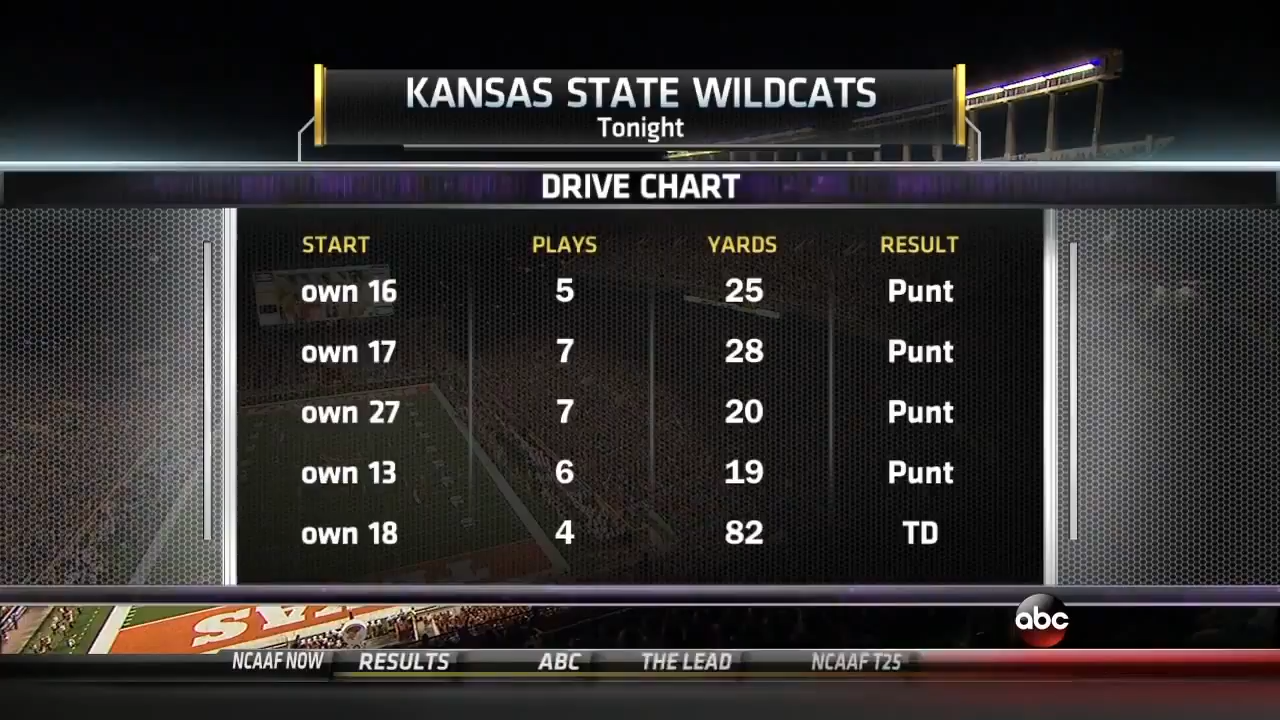 KANSAS STATE WILDCATS
Tonight
DRIVE CHART
START PLAYS YARDS RESULT
own 16 5 25 Punt
own 17 7 28 Punt
own 27 7 20 Punt
own 13 6 19 Punt
own 18 4 82 TD
abc
NCAAF NOW RESULTS ABC THE LEAD NCAAF T25